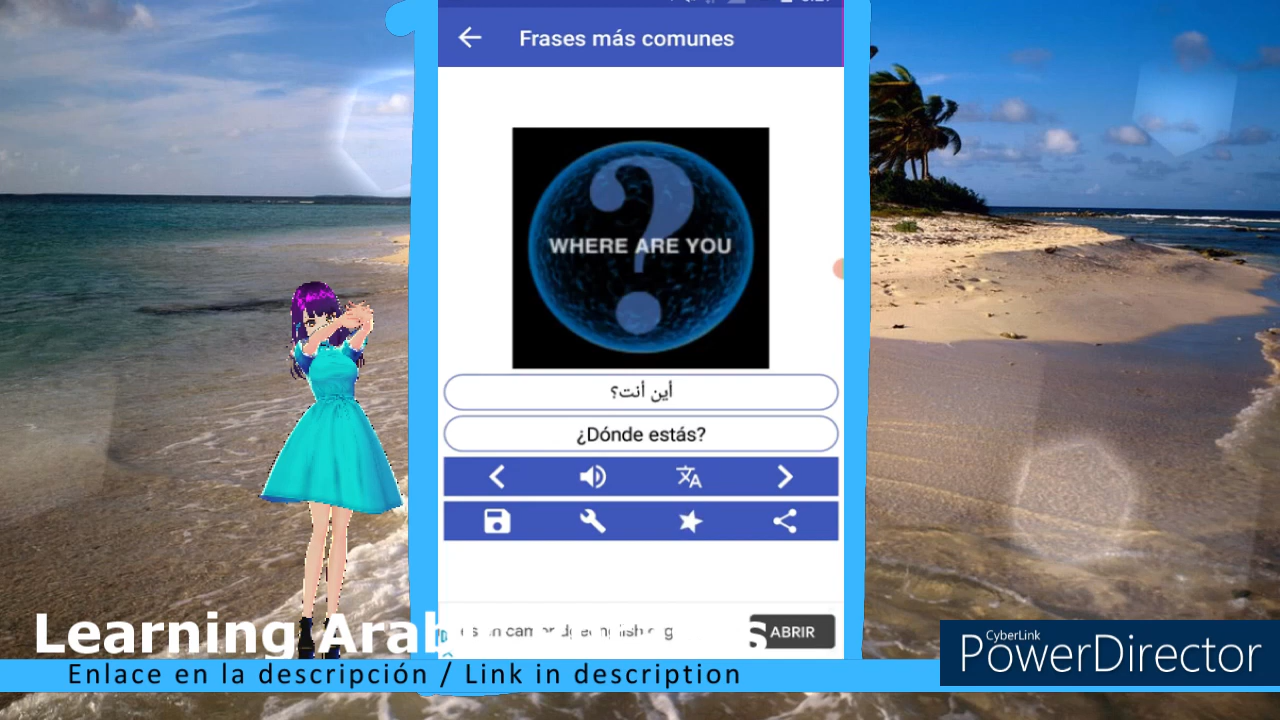 Frases más comunes
WHERE ARE YOU
أين أنت؟
¿Dónde estás?
ABRIR
Learning Arab
Enlace en la descripción / Link in description
CyberLink
PowerDirector